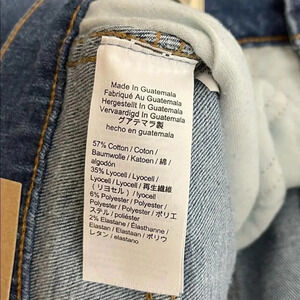 Made In Guatemala
Fabriqué Au Guatemala
Hergestellt In Guatemala
Vervaardigd In Guatemala
グアテマラ製
hecho en guatemala
57% Cotton / Coton /
Baumwolle / Katoen / 綿 /
algodón
35% Lyocell / Lyocell /
Lyocell / Lyocell / 再生繊維
(リヨセル) / lyocell
6% Polyester / Polyester /
Polyester / Polyester / ポリエ
ステル / poliéster
2% Elastane / Élasthanne /
Elastan / Elastaan / ポリウ
レタン / elastano